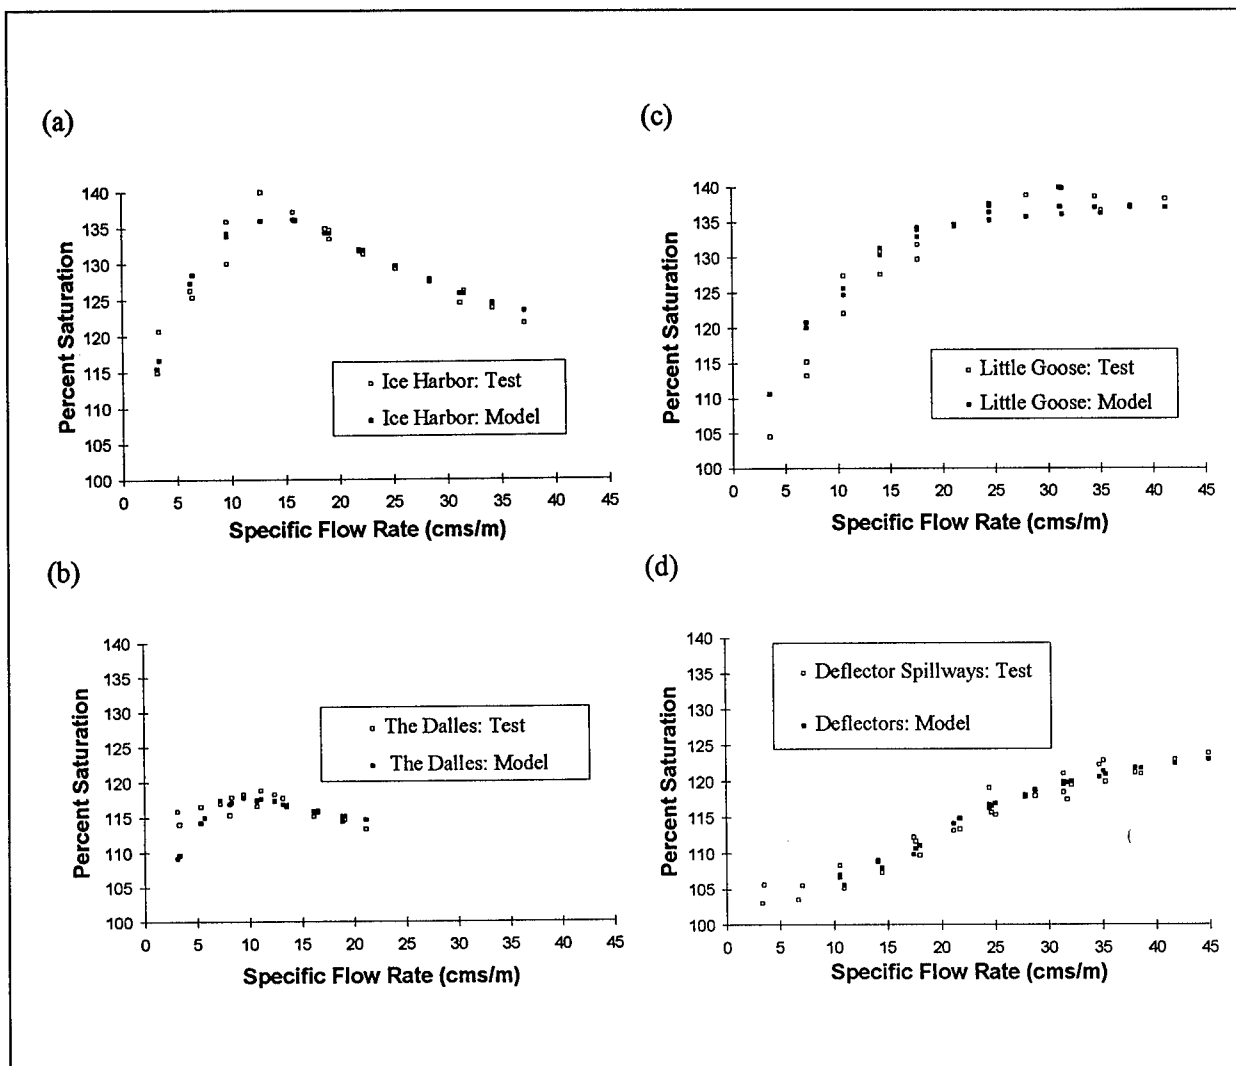 (a)
140
135
130
125
120
115
110
105
100
Percent Saturation
Ice Harbor: Test
Ice Harbor: Model
0 5 10 15 20 25 30 35 40 45
Specific Flow Rate (cms/m)
(c)
140
135
130
125
120
115
110
105
100
Percent Saturation
Little Goose: Test
Little Goose: Model
0 5 10 15 20 25 30 35 40 45
Specific Flow Rate (cms/m)
(b)
140
135
130
125
120
115
110
105
100
Percent Saturation
The Dalles: Test
The Dalles: Model
0 5 10 15 20 25 30 35 40 45
Specific Flow Rate (cms/m)
(d)
140
135
130
125
120
115
110
105
100
Percent Saturation
Deflector Spillways: Test
Deflectors: Model
0 5 10 15 20 25 30 35 40 45
Specific Flow Rate (cms/m)